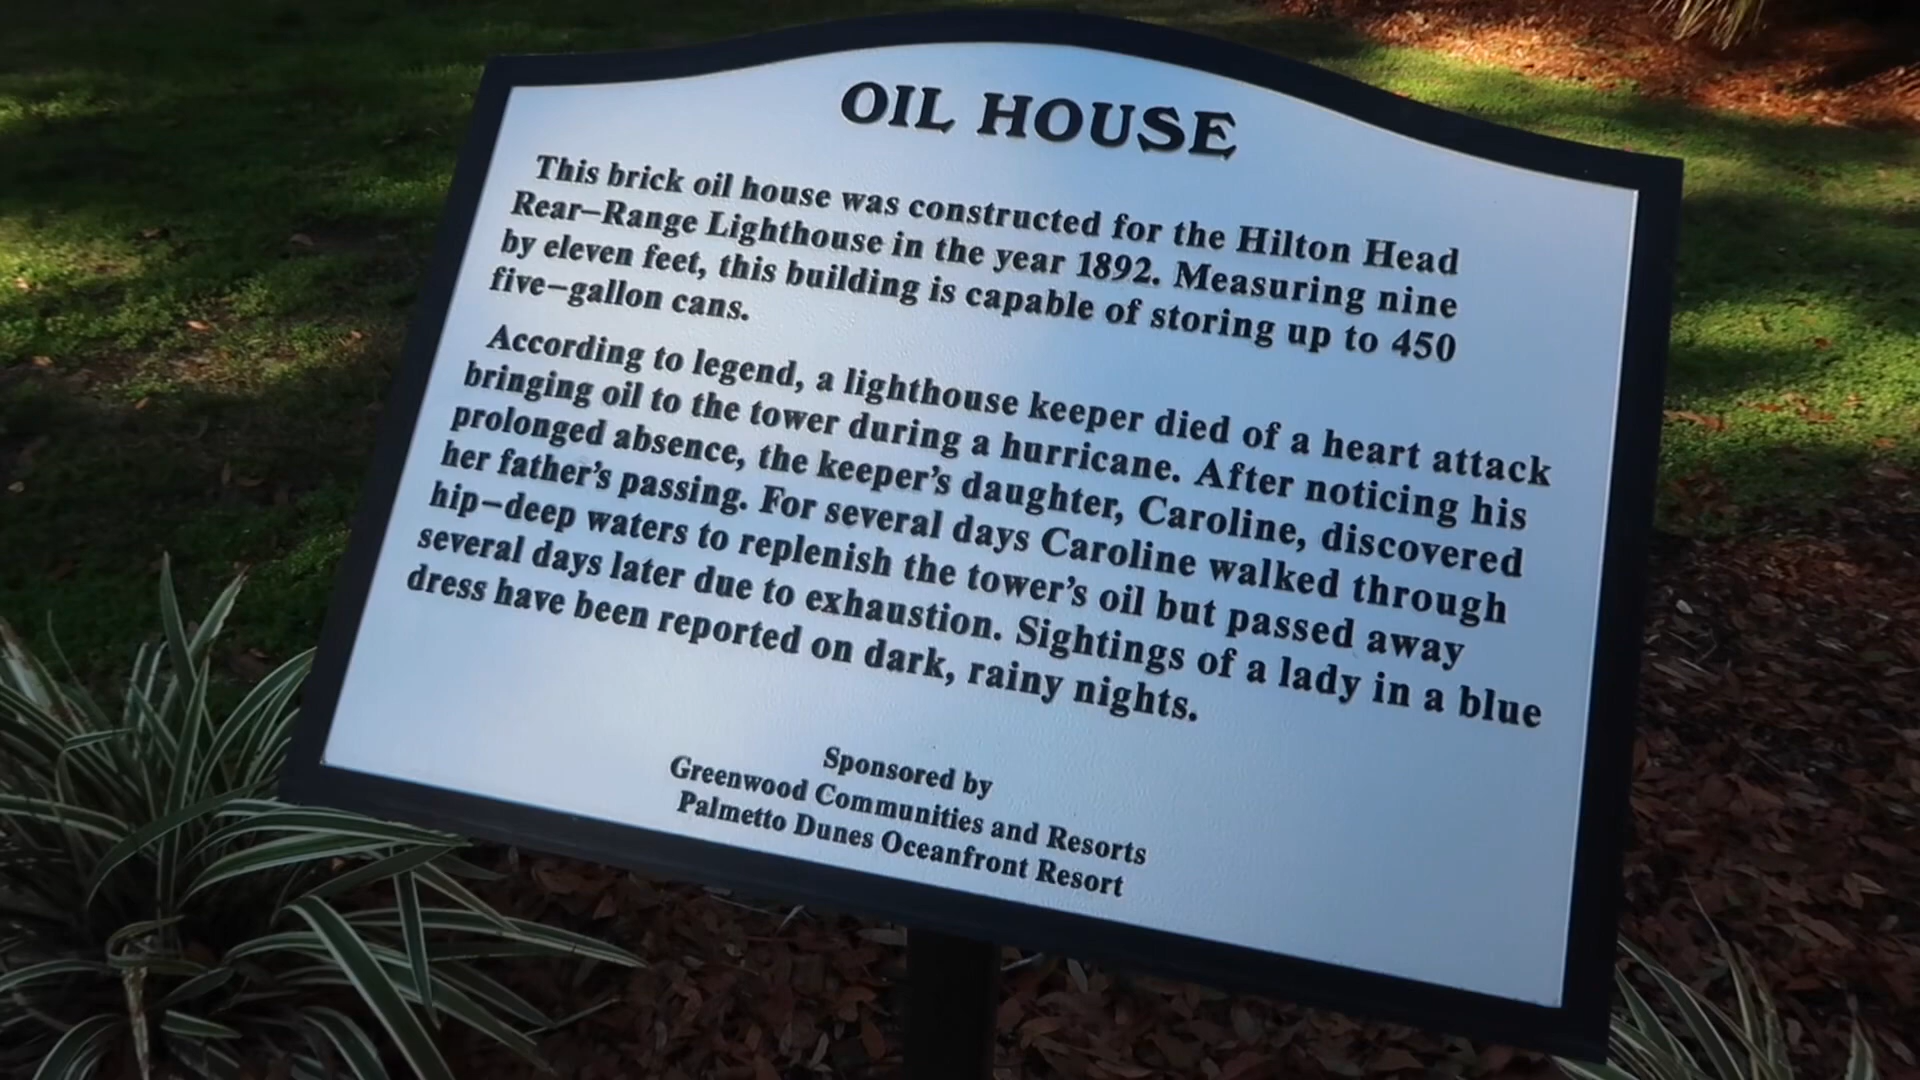 OIL HOUSE
This brick oil house was constructed for the Hilton Head
Rear-Range Lighthouse in the year 1892. Measuring nine
by eleven feet, this building is capable of storing up to 450
five-gallon cans.
According to legend, a lighthouse keeper died of a heart attack
bringing oil to the tower during a hurricane. After noticing his
prolonged absence, the keeper's daughter, Caroline, discovered
her father's passing. For several days Caroline walked through
hip-deep waters to replenish the tower's oil but passed away
several days later due to exhaustion. Sightings of a lady in a blue
dress have been reported on dark, rainy nights.
Sponsored by
Greenwood Communities and Resorts
Palmetto Dunes Oceanfront Resort